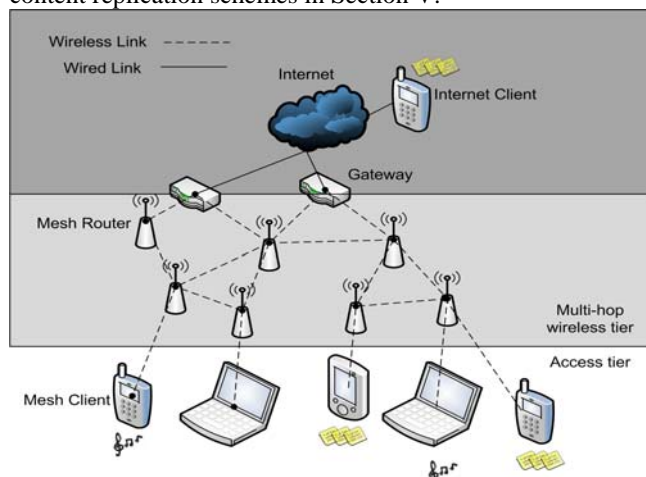 content replication schemes in Section V.
Wireless Link
Wired Link
Internet
Internet Client
Gateway
Mesh Router
Multi-hop
wireless tier
Access tier
Mesh Client